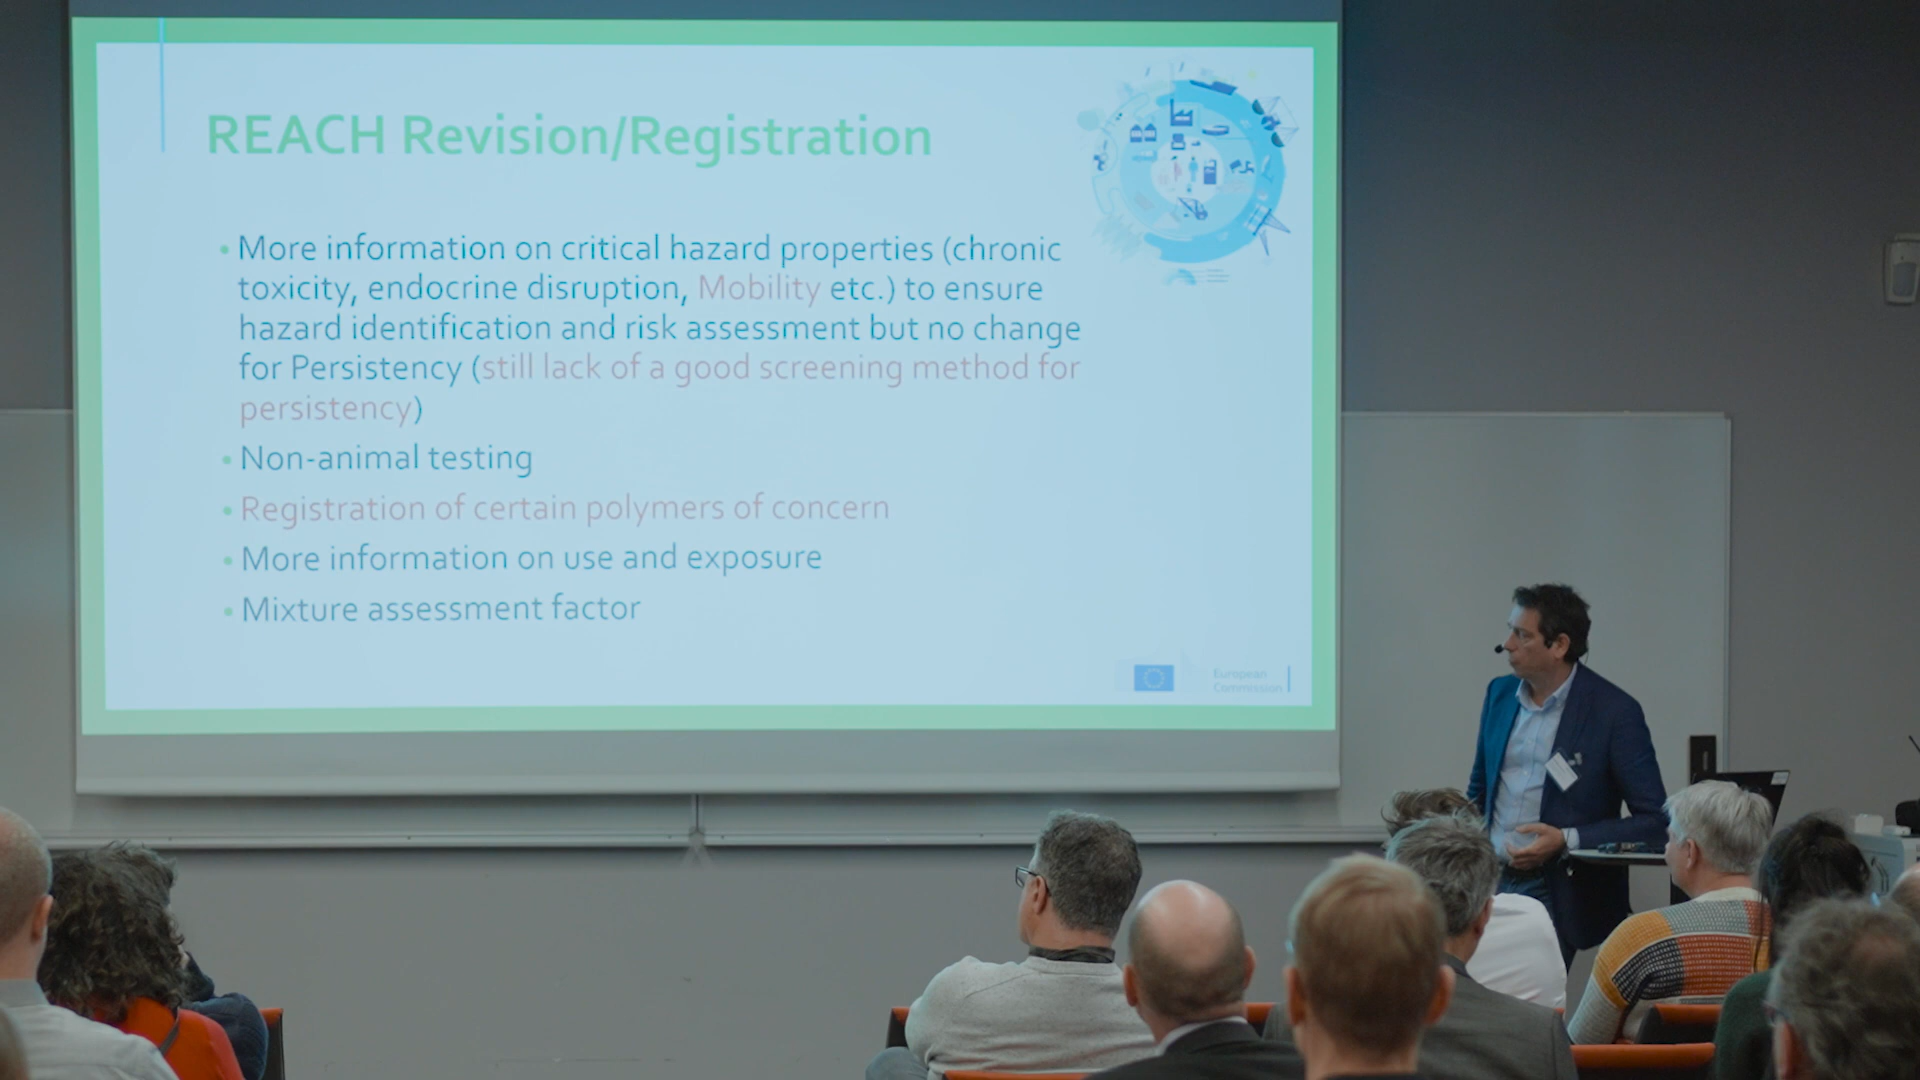 REACH Revision/Registration
• More information on critical hazard properties (chronic
toxicity, endocrine disruption, Mobility etc.) to ensure
hazard identification and risk assessment but no change
for Persistency (still lack of a good screening method for
persistency)
• Non-animal testing
• Registration of certain polymers of concern
• More information on use and exposure
• Mixture assessment factor
European
Commission